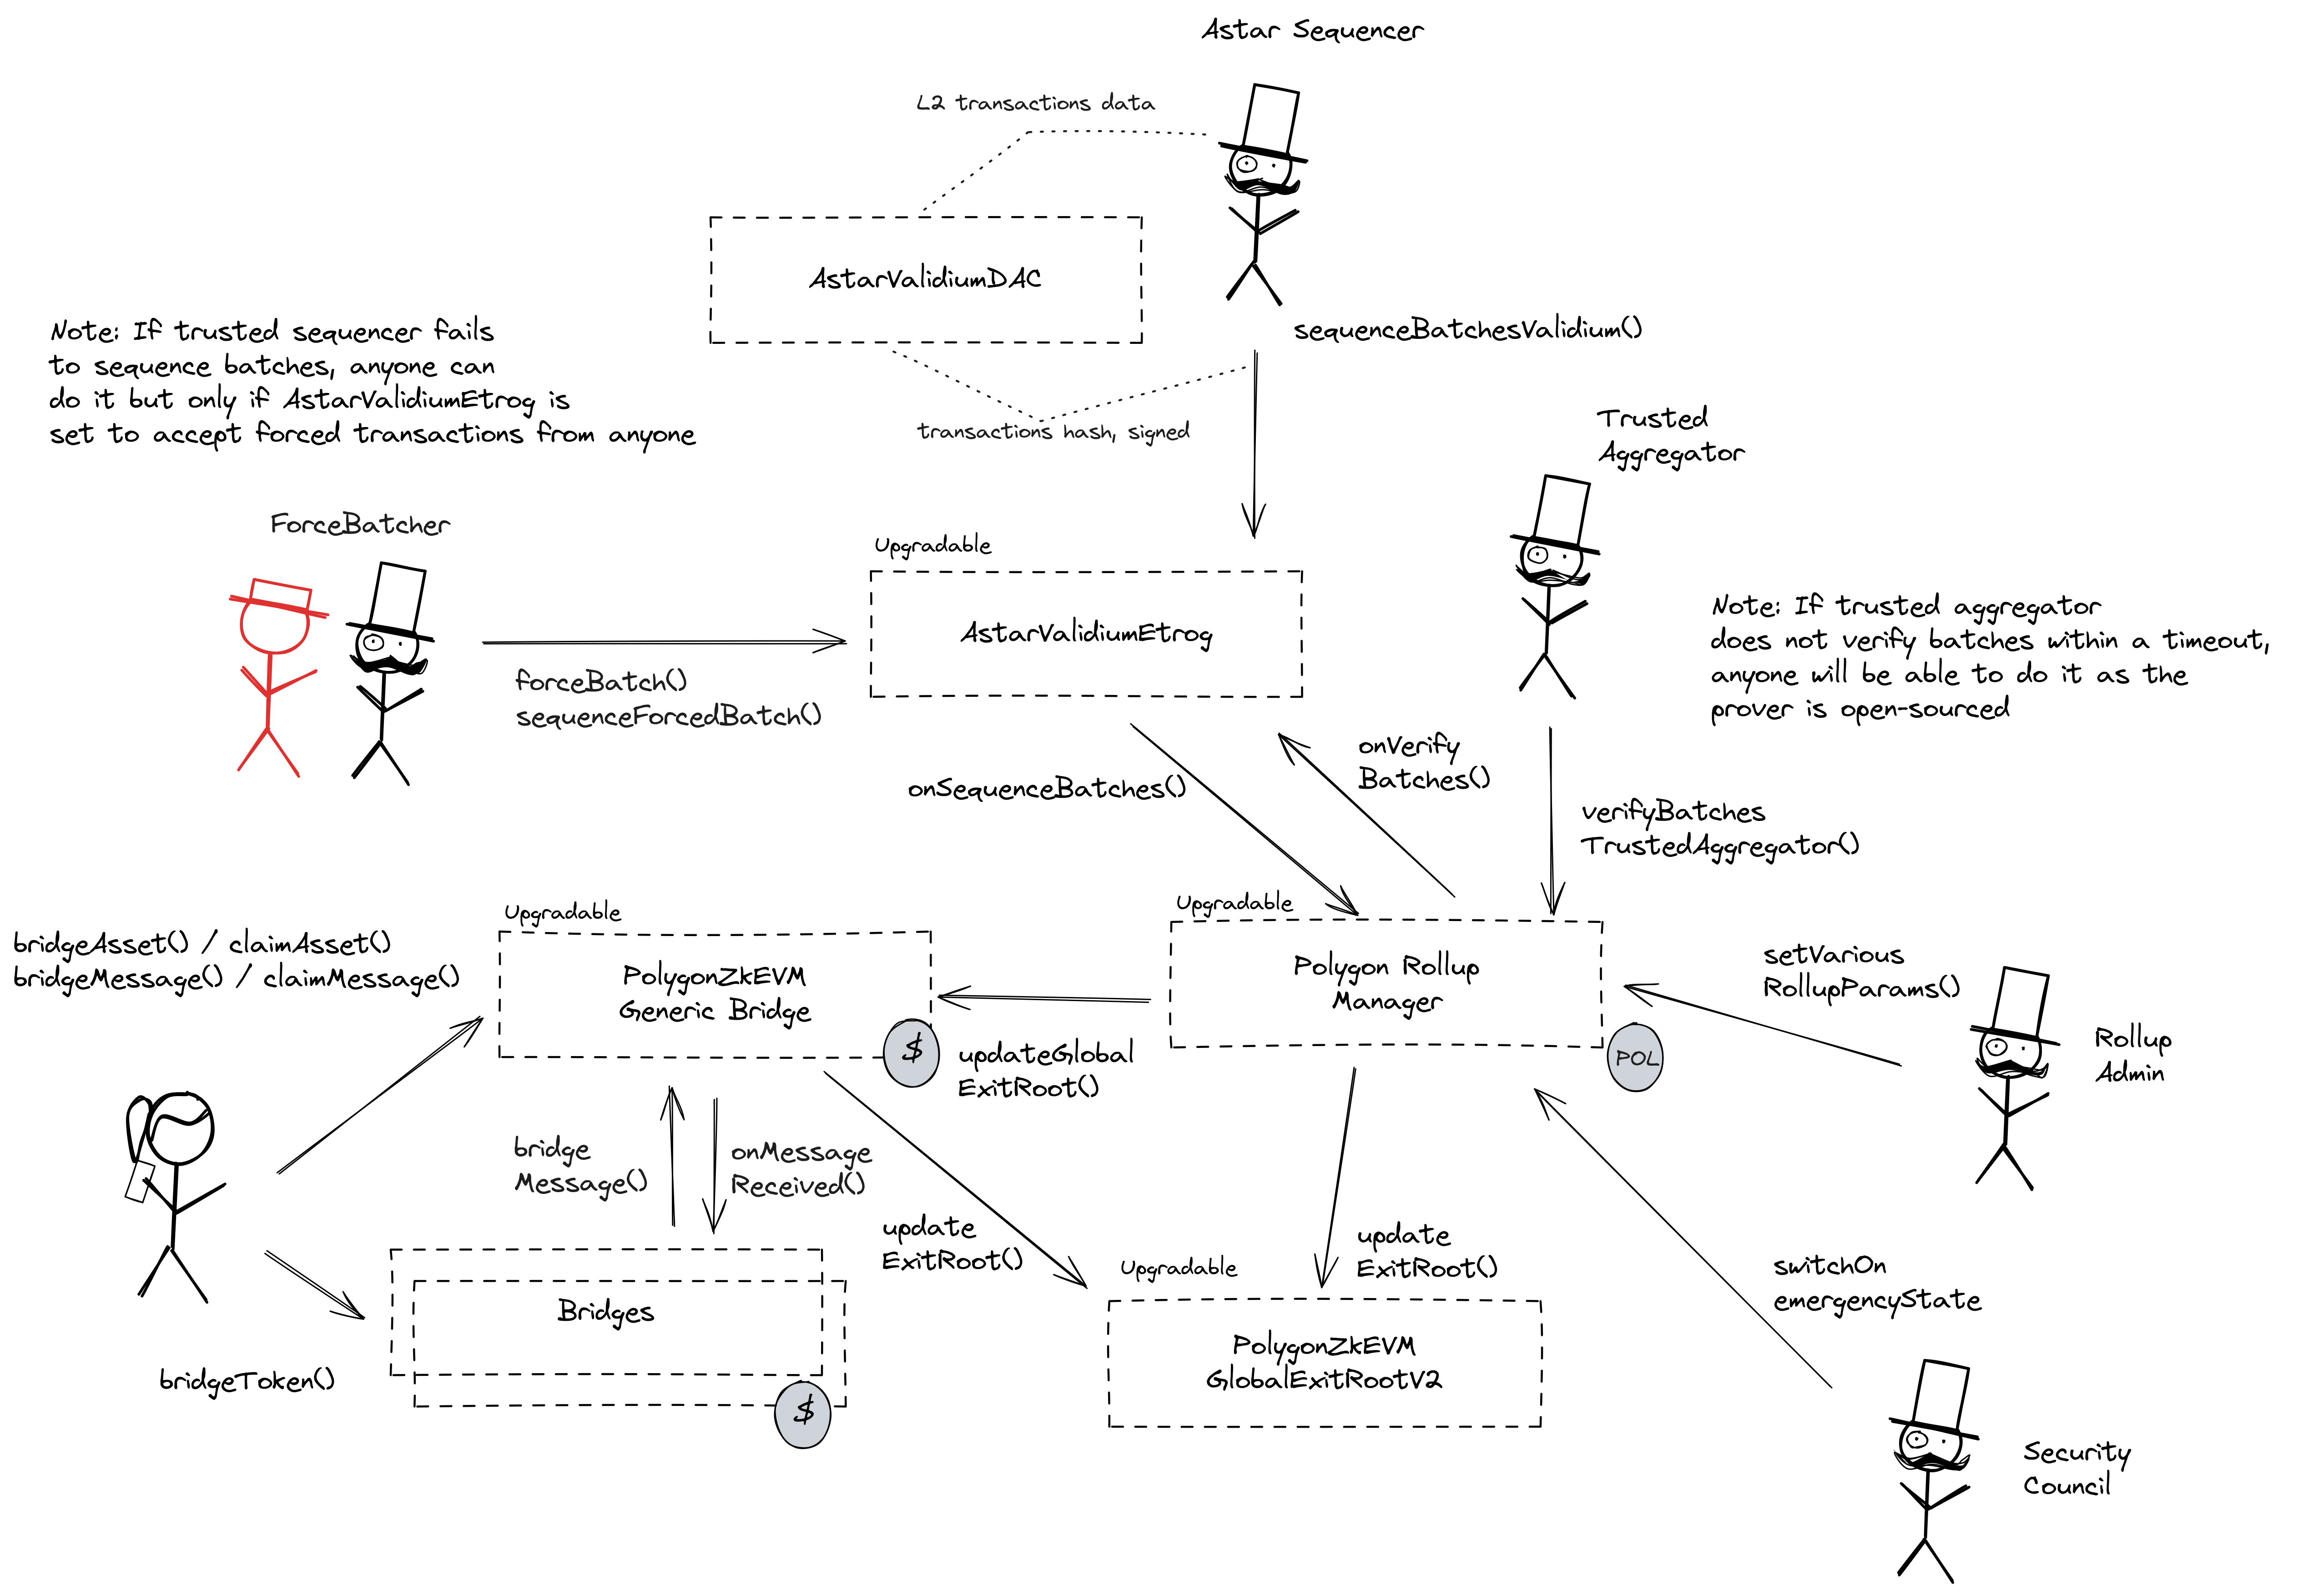 Astar Sequencer
L2 transactions data
AstarValidiumDAC
sequenceBatchesValidium()
Note: If trusted sequencer fails
to sequence batches, anyone can
do it but only if AstarValidiumEtrog is
set to accept forced transactions from anyone
transactions hash, signed
Trusted
Aggregator
ForceBatcher
Upgradable
AstarValidiumEtrog
forceBatch()
sequenceForcedBatch()
Note: If trusted aggregator
does not verify batches within a timeout,
anyone will be able to do it as the
prover is open-sourced
onSequenceBatches()
onVerify
Batches()
verifyBatches
TrustedAggregator()
bridgeAsset() / claimAsset()
bridgeMessage() / claimMessage()
Upgradable
PolygonZkEVM
Generic Bridge
$
updateGlobal
ExitRoot()
Upgradable
Polygon Rollup
Manager
POL
setVarious
RollupParams()
Rollup
Admin
bridge
Message()
onMessage
Received()
update
ExitRoot()
update
ExitRoot()
switchOn
emergencyState
Bridges
$
bridgeToken()
Upgradable
PolygonZkEVM
GlobalExitRootV2
Security
Council